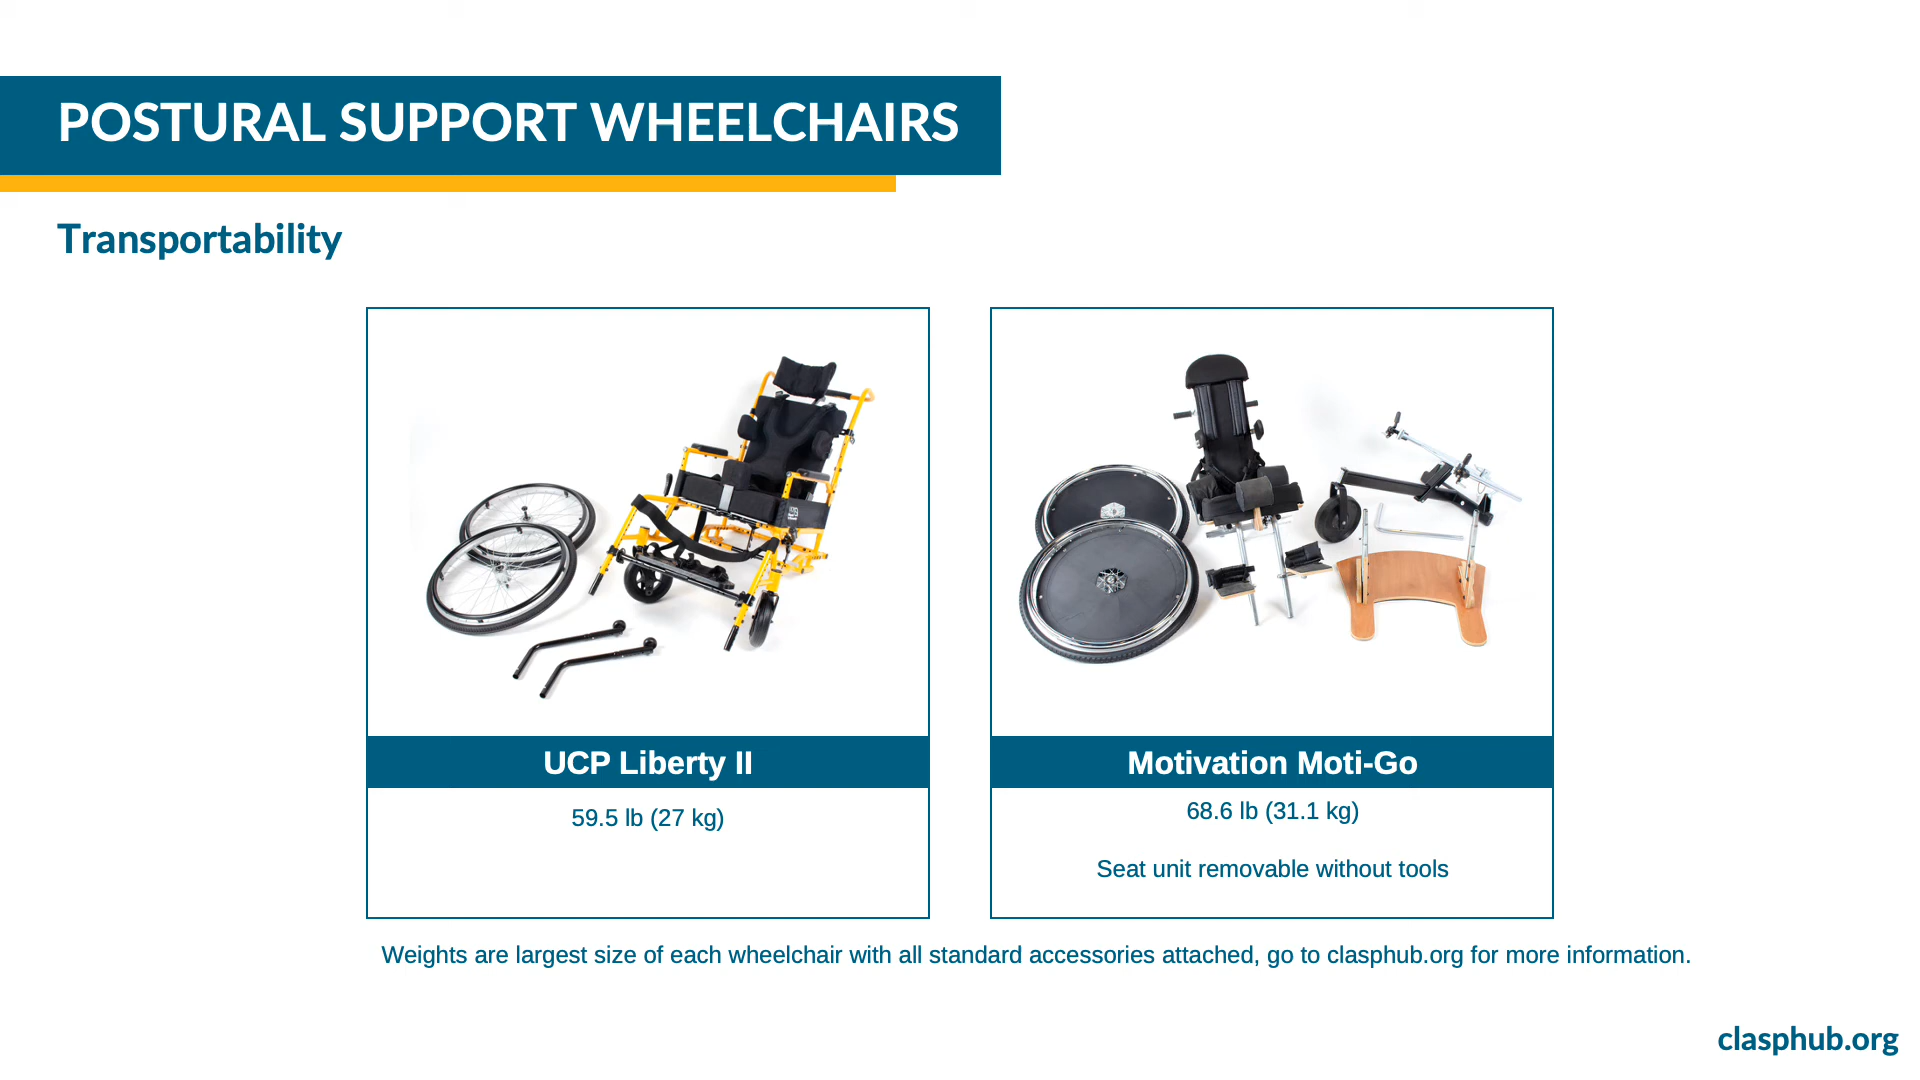 POSTURAL SUPPORT WHEELCHAIRS
Transportability
UCP Liberty II
59.5 lb (27 kg)
Motivation Moti-Go
68.6 lb (31.1 kg)
Seat unit removable without tools
Weights are largest size of each wheelchair with all standard accessories attached, go to clasphub.org for more information.
clasphub.org